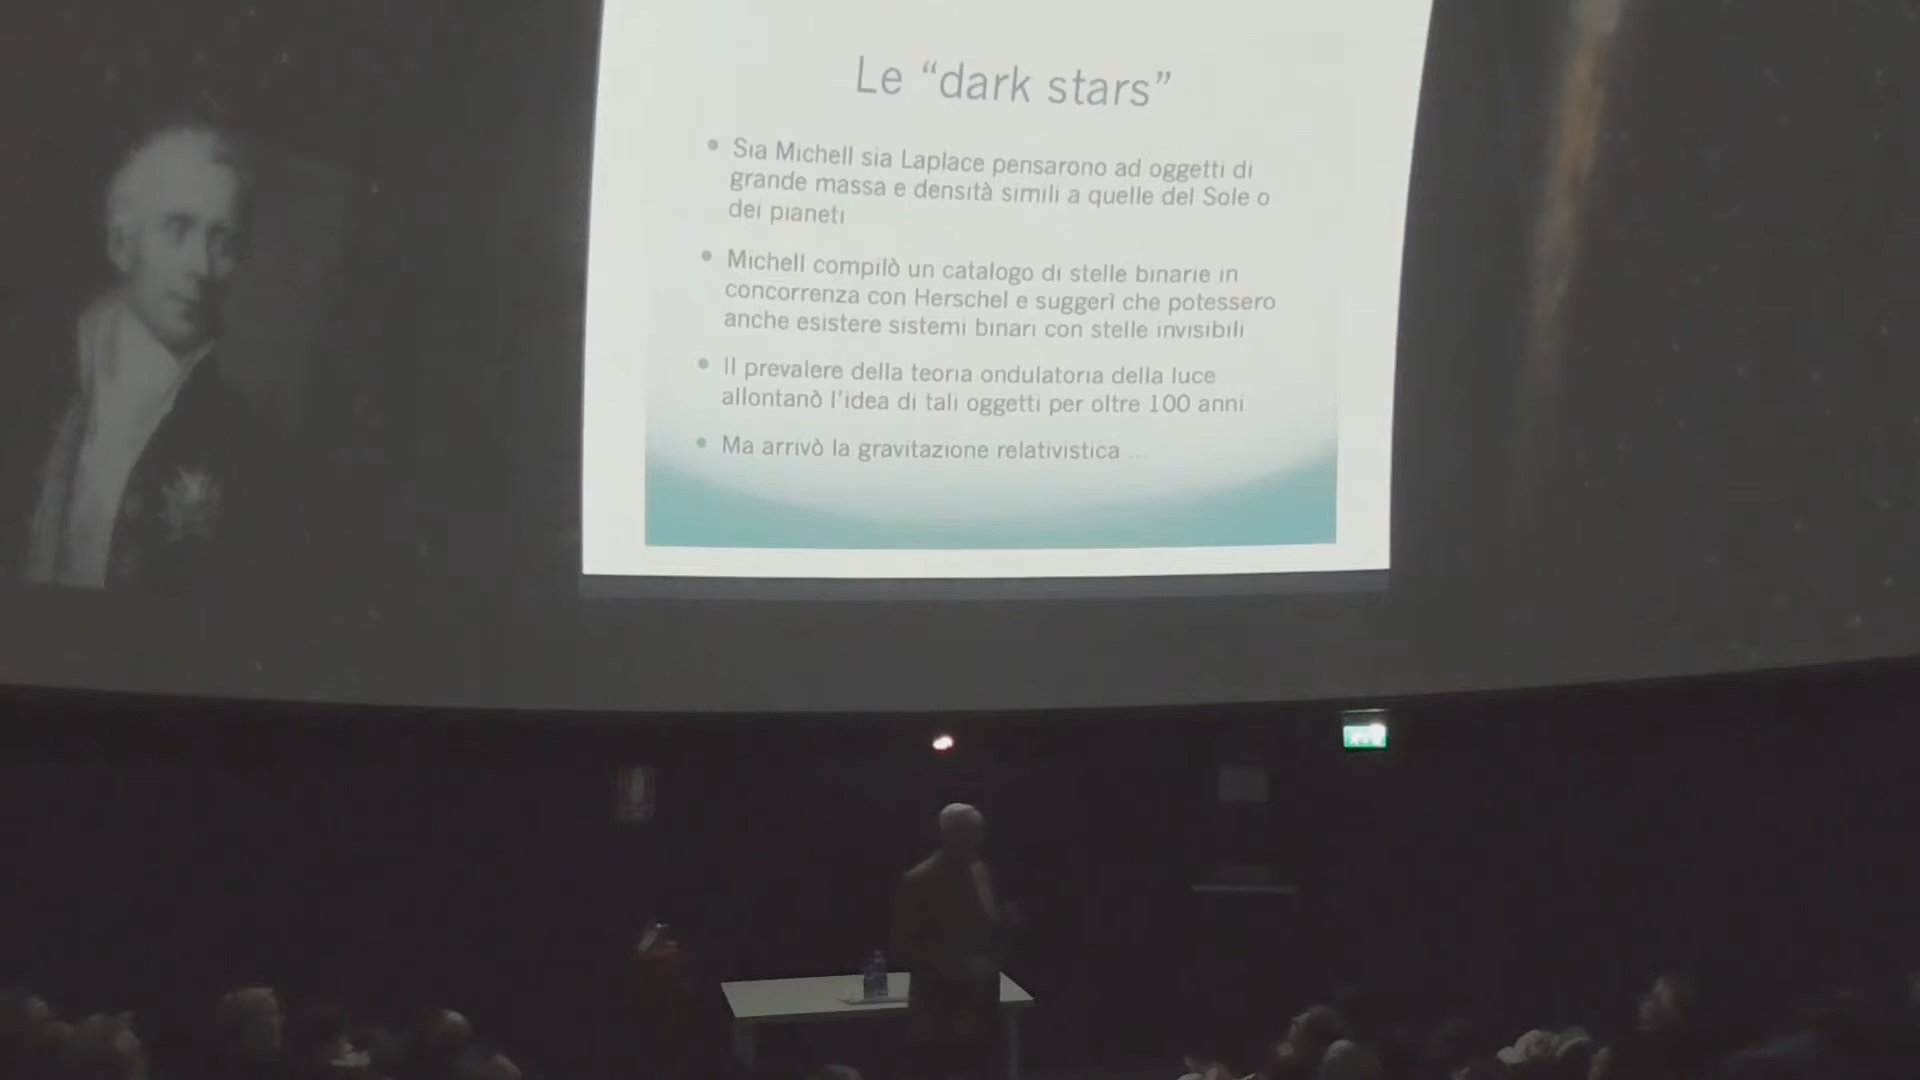 Le “dark stars”
• Sia Michell sia Laplace pensarono ad oggetti di
grande massa e densità simili a quelle del Sole o
dei pianeti
• Michell compilò un catalogo di stelle binarie in
concorrenza con Herschel e suggerì che potessero
anche esistere sistemi binari con stelle invisibili
• Il prevalere della teoria ondulatoria della luce
allontanò l’idea di tali oggetti per oltre 100 anni
• Ma arrivò la gravitazione relativistica ...